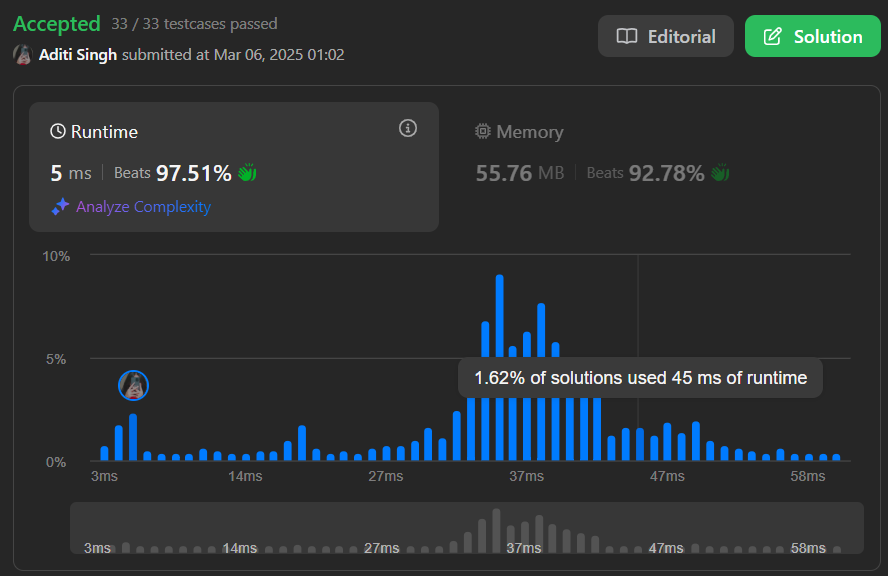 Accepted 33 / 33 testcases passed
Aditi Singh submitted at Mar 06, 2025 01:02
Editorial
Solution
Runtime
5 ms Beats 97.51%
Analyze Complexity
Memory
55.76 MB Beats 92.78%
10%
5%
0%
1.62% of solutions used 45 ms of runtime
3ms 14ms 27ms 37ms 47ms 58ms
3ms 14ms 27ms 37ms 47ms 58ms